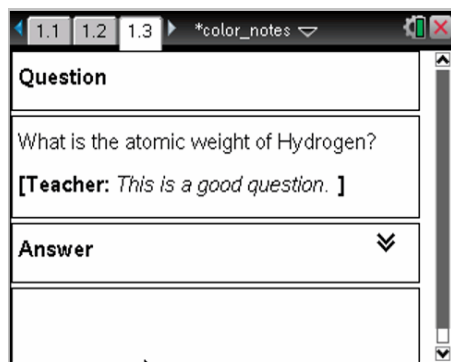 1.1 1.2 1.3 *color_notes
Question
What is the atomic weight of Hydrogen?
[Teacher: This is a good question. ]
Answer